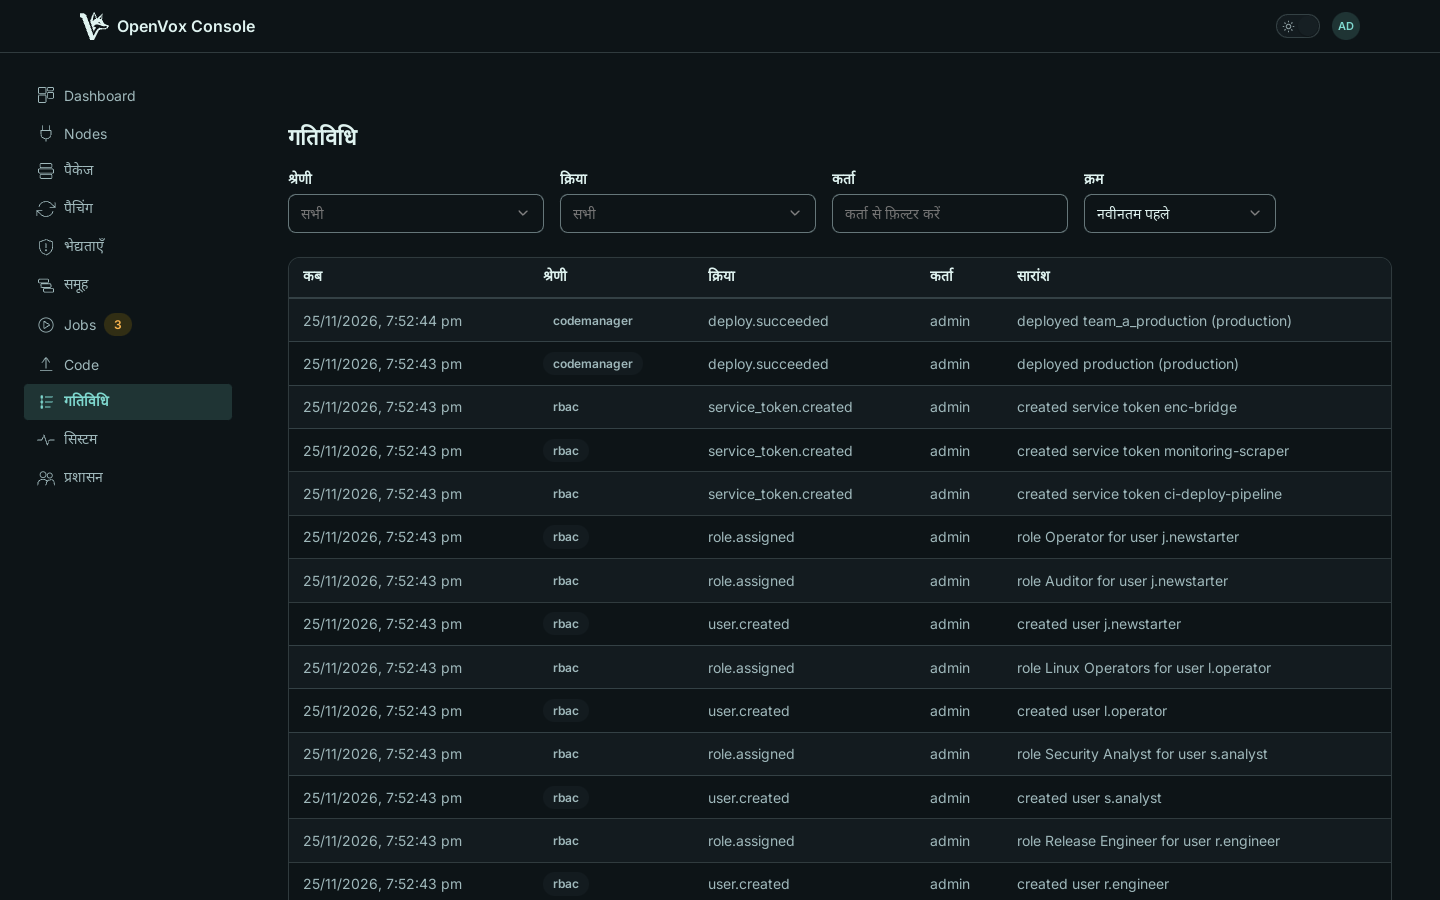 OpenVox Console
AD
Dashboard
Nodes
पैकेज
पैचिंग
भेद्यताएँ
समूह
Jobs 3
Code
गतिविधि
सिस्टम
प्रशासन
गतिविधि
श्रेणी क्रिया कर्ता क्रम
सभी सभी कर्ता से फ़िल्टर करें नवीनतम पहले
कब श्रेणी क्रिया कर्ता सारांश
25/11/2026, 7:52:44 pm codemanager deploy.succeeded admin deployed team_a_production (production)
25/11/2026, 7:52:43 pm codemanager deploy.succeeded admin deployed production (production)
25/11/2026, 7:52:43 pm rbac service_token.created admin created service token enc-bridge
25/11/2026, 7:52:43 pm rbac service_token.created admin created service token monitoring-scraper
25/11/2026, 7:52:43 pm rbac service_token.created admin created service token ci-deploy-pipeline
25/11/2026, 7:52:43 pm rbac role.assigned admin role Operator for user j.newstarter
25/11/2026, 7:52:43 pm rbac role.assigned admin role Auditor for user j.newstarter
25/11/2026, 7:52:43 pm rbac user.created admin created user j.newstarter
25/11/2026, 7:52:43 pm rbac role.assigned admin role Linux Operators for user l.operator
25/11/2026, 7:52:43 pm rbac user.created admin created user l.operator
25/11/2026, 7:52:43 pm rbac role.assigned admin role Security Analyst for user s.analyst
25/11/2026, 7:52:43 pm rbac user.created admin created user s.analyst
25/11/2026, 7:52:43 pm rbac role.assigned admin role Release Engineer for user r.engineer
25/11/2026, 7:52:43 pm rbac user.created admin created user r.engineer